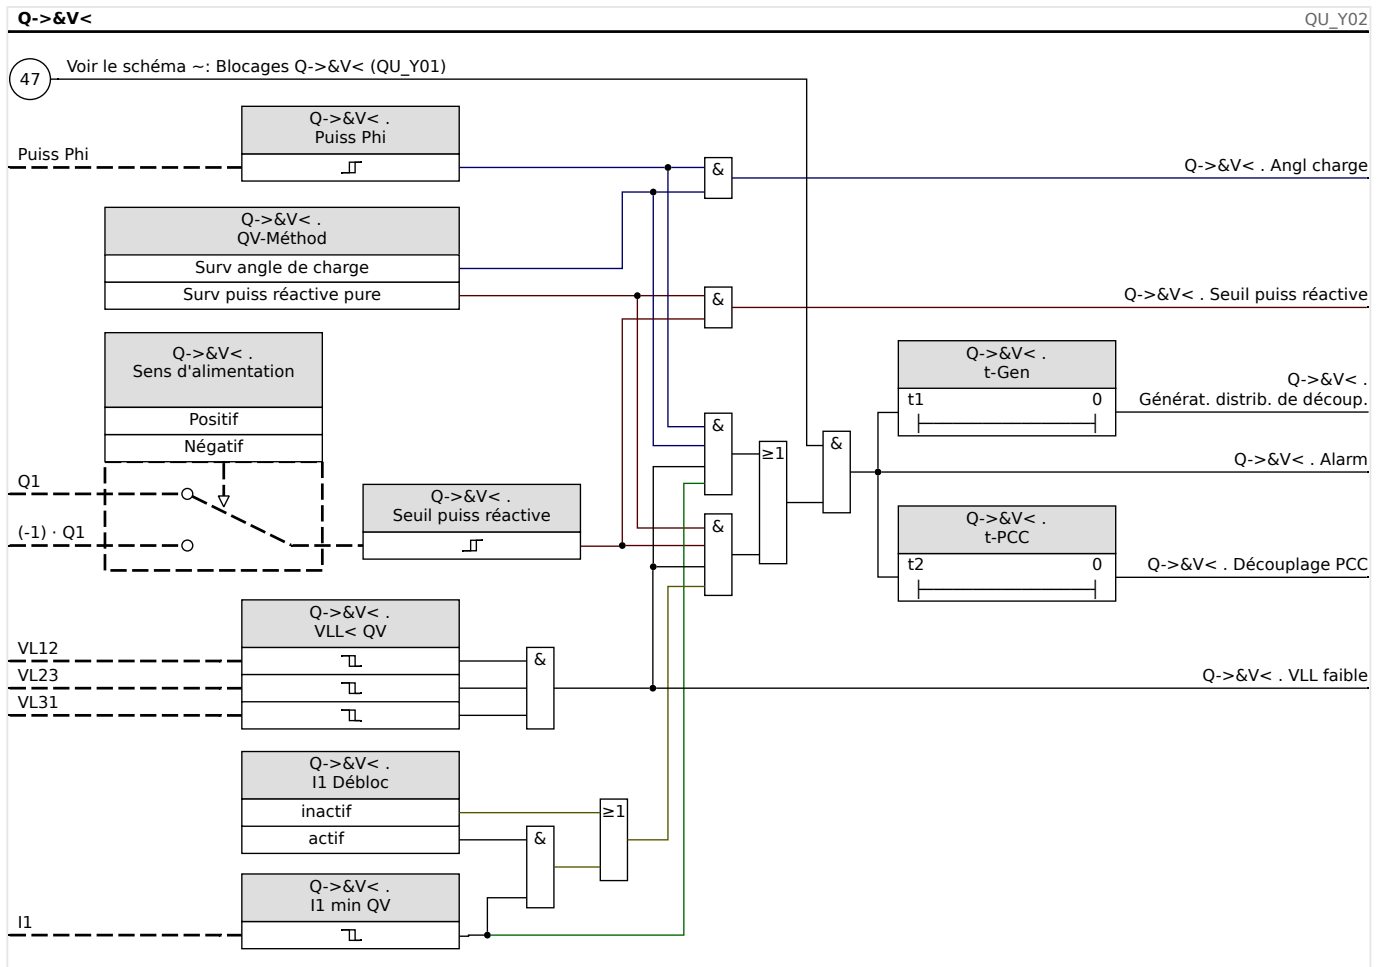 Q->&V<
QU_Y02
47
Voir le schéma ~: Blocages Q->&V< (QU_Y01)
Q->&V< .
Puiss Phi
Puiss Phi
&
Q->&V< . Angl charge
Q->&V< .
QV-Méthod
Surv angle de charge
Surv puiss réactive pure
&
Q->&V< . Seuil puiss réactive
Q->&V< .
Sens d'alimentation
Positif
Négatif
Q1
(-1) · Q1
Q->&V< .
Seuil puiss réactive
&
&
≥1
&
Q->&V< .
t-Gen
t1
0
Q->&V< .
Générat. distrib. de découp.
Q->&V< . Alarm
Q->&V< .
t-PCC
t2
0
Q->&V< . Découplage PCC
Q->&V< .
VLL< QV
VL12
VL23
VL31
&
Q->&V< . VLL faible
Q->&V< .
I1 Débloc
inactif
actif
&
≥1
Q->&V< .
I1 min QV
I1